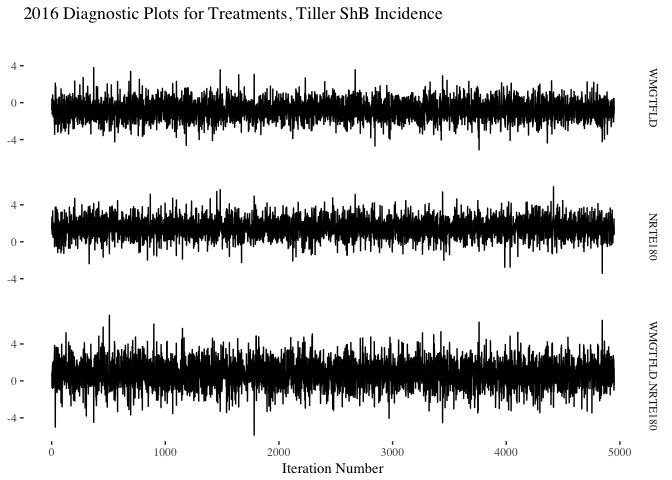 2016 Diagnostic Plots for Treatments, Tiller ShB Incidence
4
0
-4
WMGTFLD
4
0
-4
NRTE180
4
0
-4
WMGTFLD.NRTE180
0 1000 2000 3000 4000 5000
Iteration Number